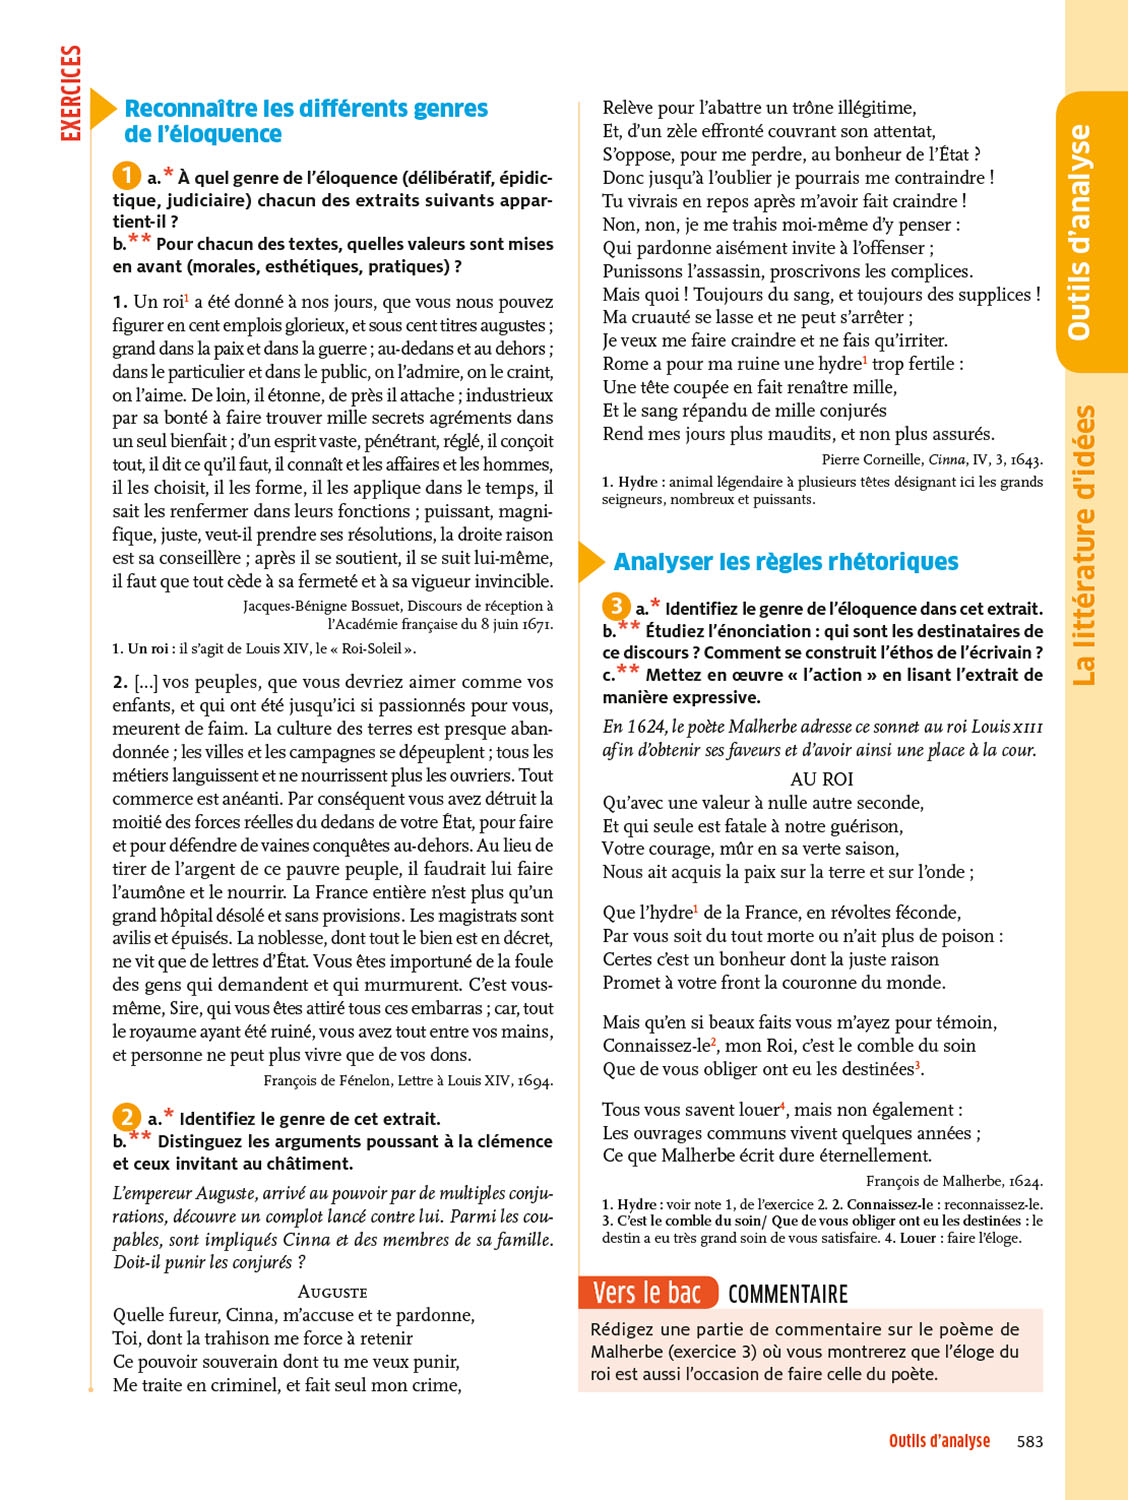 EXERCICES
Reconnaître les différents genres
de l'éloquence
1 a.* À quel genre de l'éloquence (délibératif, épidic-
tique, judiciaire) chacun des extraits suivants appar-
tient-il ?
b.** Pour chacun des textes, quelles valeurs sont mises
en avant (morales, esthétiques, pratiques) ?
1. Un roi1 a été donné à nos jours, que vous nous pouvez
figurer en cent emplois glorieux, et sous cent titres augustes ;
grand dans la paix et dans la guerre ; au-dedans et au dehors ;
dans le particulier et dans le public, on l'admire, on le craint,
on l'aime. De loin, il étonne, de près il attache ; industrieux
par sa bonté à faire trouver mille secrets agréments dans
un seul bienfait ; d'un esprit vaste, pénétrant, réglé, il conçoit
tout, il dit ce qu'il faut, il connaît et les affaires et les hommes,
il les choisit, il les forme, il les applique dans le temps, il
sait les renfermer dans leurs fonctions ; puissant, magni-
fique, juste, veut-il prendre ses résolutions, la droite raison
est sa conseillère ; après il se soutient, il se suit lui-même,
il faut que tout cède à sa fermeté et à sa vigueur invincible.
Jacques-Bénigne Bossuet, Discours de réception à
l'Académie française du 8 juin 1671.
1. Un roi : il s'agit de Louis XIV, le « Roi-Soleil ».
2. [...] vos peuples, que vous devriez aimer comme vos
enfants, et qui ont été jusqu'ici si passionnés pour vous,
meurent de faim. La culture des terres est presque aban-
donnée ; les villes et les campagnes se dépeuplent ; tous les
métiers languissent et ne nourrissent plus les ouvriers. Tout
commerce est anéanti. Par conséquent vous avez détruit la
moitié des forces réelles du dedans de votre État, pour faire
et pour défendre de vaines conquêtes au-dehors. Au lieu de
tirer de l'argent de ce pauvre peuple, il faudrait lui faire
l'aumône et le nourrir. La France entière n'est plus qu'un
grand hôpital désolé et sans provisions. Les magistrats sont
avilis et épuisés. La noblesse, dont tout le bien est en décret,
ne vit que de lettres d'État. Vous êtes importuné de la foule
des gens qui demandent et qui murmurent. C'est vous-
même, Sire, qui vous êtes attiré tous ces embarras ; car, tout
le royaume ayant été ruiné, vous avez tout entre vos mains,
et personne ne peut plus vivre que de vos dons.
François de Fénelon, Lettre à Louis XIV, 1694.
2 a.* Identifiez le genre de cet extrait.
b.** Distinguez les arguments poussant à la clémence
et ceux invitant au châtiment.
L'empereur Auguste, arrivé au pouvoir par de multiples conju-
rations, découvre un complot lancé contre lui. Parmi les cou-
pables, sont impliqués Cinna et des membres de sa famille.
Doit-il punir les conjurés ?
AUGUSTE
Quelle fureur, Cinna, m'accuse et te pardonne,
Toi, dont la trahison me force à retenir
Ce pouvoir souverain dont tu me veux punir,
Me traite en criminel, et fait seul mon crime,
Relève pour l'abattre un trône illégitime,
Et, d'un zèle effronté couvrant son attentat,
S'oppose, pour me perdre, au bonheur de l'État ?
Donc jusqu'à l'oublier je pourrais me contraindre !
Tu vivrais en repos après m'avoir fait craindre !
Non, non, je me trahis moi-même d'y penser :
Qui pardonne aisément invite à l'offenser ;
Punissons l'assassin, proscrivons les complices.
Mais quoi ! Toujours du sang, et toujours des supplices !
Ma cruauté se lasse et ne peut s'arrêter ;
Je veux me faire craindre et ne fais qu'irriter.
Rome a pour ma ruine une hydre1 trop fertile :
Une tête coupée en fait renaître mille,
Et le sang répandu de mille conjurés
Rend mes jours plus maudits, et non plus assurés.
Pierre Corneille, Cinna, IV, 3, 1643.
1. Hydre : animal légendaire à plusieurs têtes désignant ici les grands
seigneurs, nombreux et puissants.
Analyser les règles rhétoriques
3 a.* Identifiez le genre de l'éloquence dans cet extrait.
b.** Étudiez l'énonciation : qui sont les destinataires de
ce discours ? Comment se construit l'éthos de l'écrivain ?
c.** Mettez en œuvre « l'action » en lisant l'extrait de
manière expressive.
En 1624, le poète Malherbe adresse ce sonnet au roi Louis XIII
afin d'obtenir ses faveurs et d'avoir ainsi une place à la cour.
AU ROI
Qu'avec une valeur à nulle autre seconde,
Et qui seule est fatale à notre guérison,
Votre courage, mûr en sa verte saison,
Nous ait acquis la paix sur la terre et sur l'onde ;
Que l'hydre1 de la France, en révoltes féconde,
Par vous soit du tout morte ou n'ait plus de poison :
Certes c'est un bonheur dont la juste raison
Promet à votre front la couronne du monde.
Mais qu'en si beaux faits vous m'ayez pour témoin,
Connaissez-le2, mon Roi, c'est le comble du soin
Que de vous obliger ont eu les destinées3.
Tous vous savent louer4, mais non également :
Les ouvrages communs vivent quelques années ;
Ce que Malherbe écrit dure éternellement.
François de Malherbe, 1624.
1. Hydre : voir note 1, de l'exercice 2. 2. Connaissez-le : reconnaissez-le.
3. C'est le comble du soin/ Que de vous obliger ont eu les destinées : le
destin a eu très grand soin de vous satisfaire. 4. Louer : faire l'éloge.
Vers le bac COMMENTAIRE
Rédigez une partie de commentaire sur le poème de
Malherbe (exercice 3) où vous montrerez que l'éloge du
roi est aussi l'occasion de faire celle du poète.
Outils d'analyse 583
Outils d'analyse
La littérature d'idées